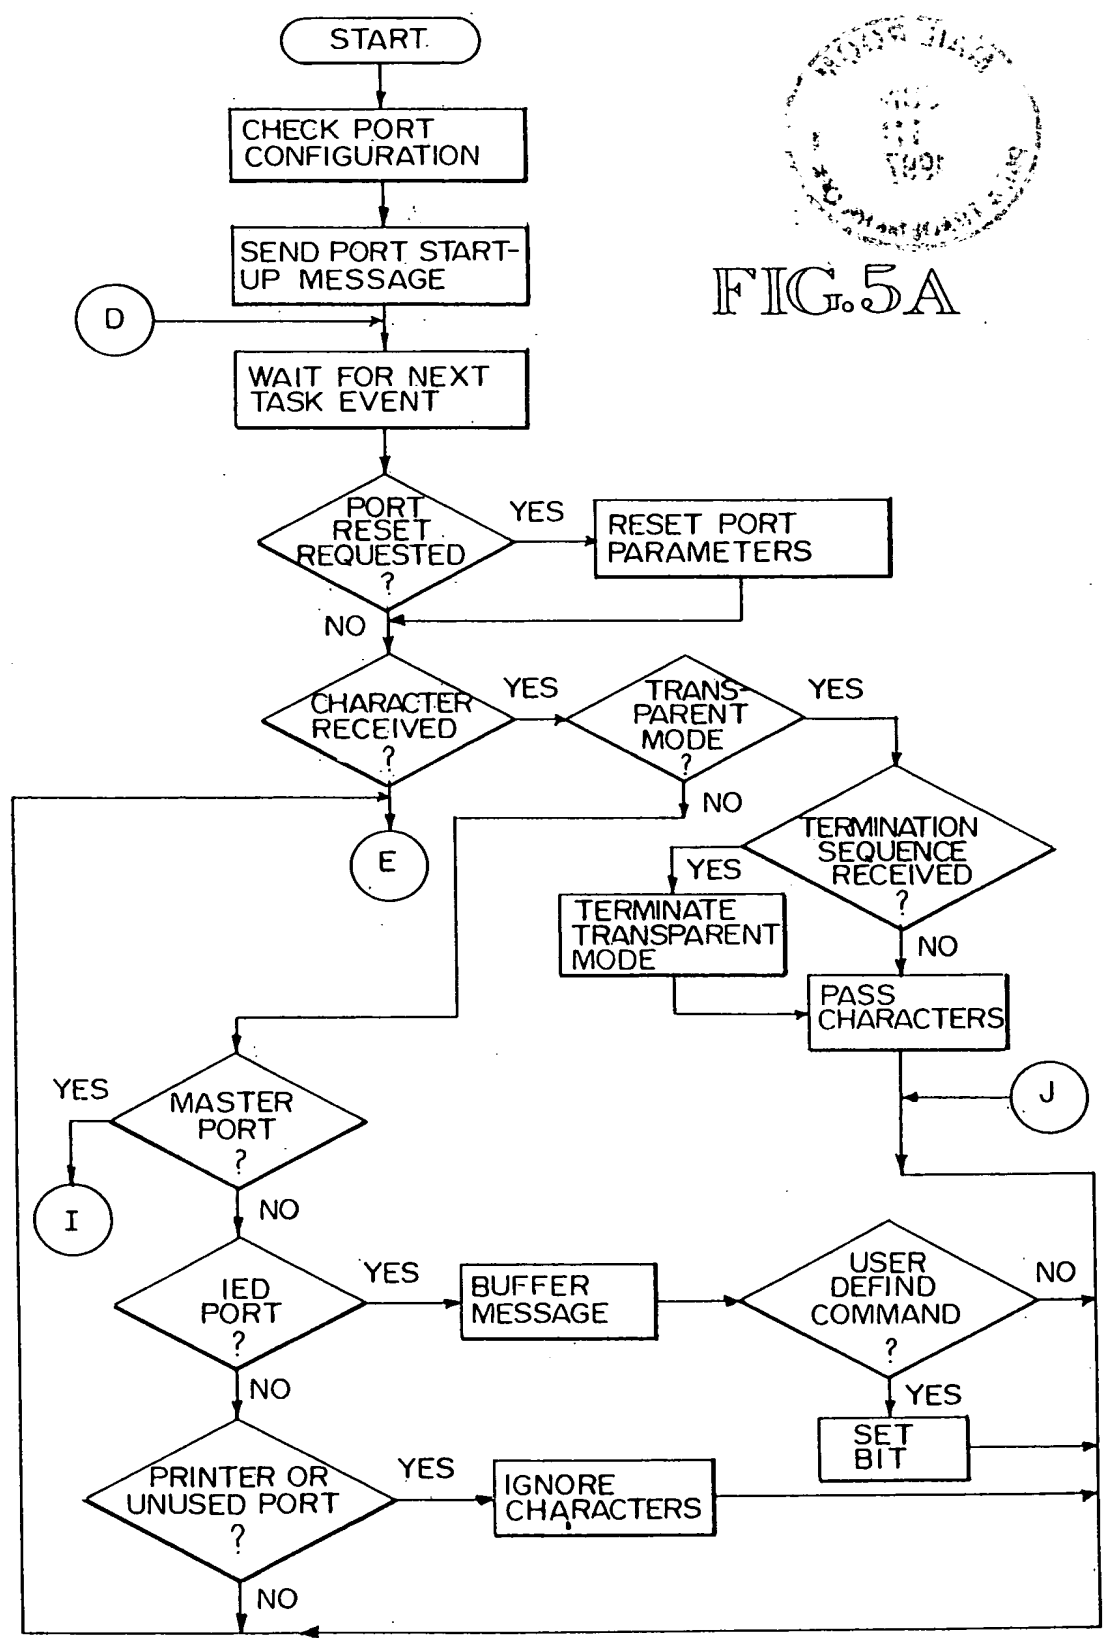 START
CHECK PORT
CONFIGURATION
SEND PORT START-
UP MESSAGE
FIG.5A
D
WAIT FOR NEXT
TASK EVENT
PORT
RESET
REQUESTED
?
YES
RESET PORT
PARAMETERS
NO
CHARACTER
RECEIVED
?
YES
TRANS-
PARENT
MODE
?
YES
NO
E
TERMINATION
SEQUENCE
RECEIVED
?
YES
TERMINATE
TRANSPARENT
MODE
NO
PASS
CHARACTERS
J
YES
MASTER
PORT
?
I
NO
IED
PORT
?
YES
BUFFER
MESSAGE
USER
DEFIND
COMMAND
?
NO
YES
SET
BIT
NO
PRINTER OR
UNUSED PORT
?
YES
IGNORE
CHARACTERS
NO